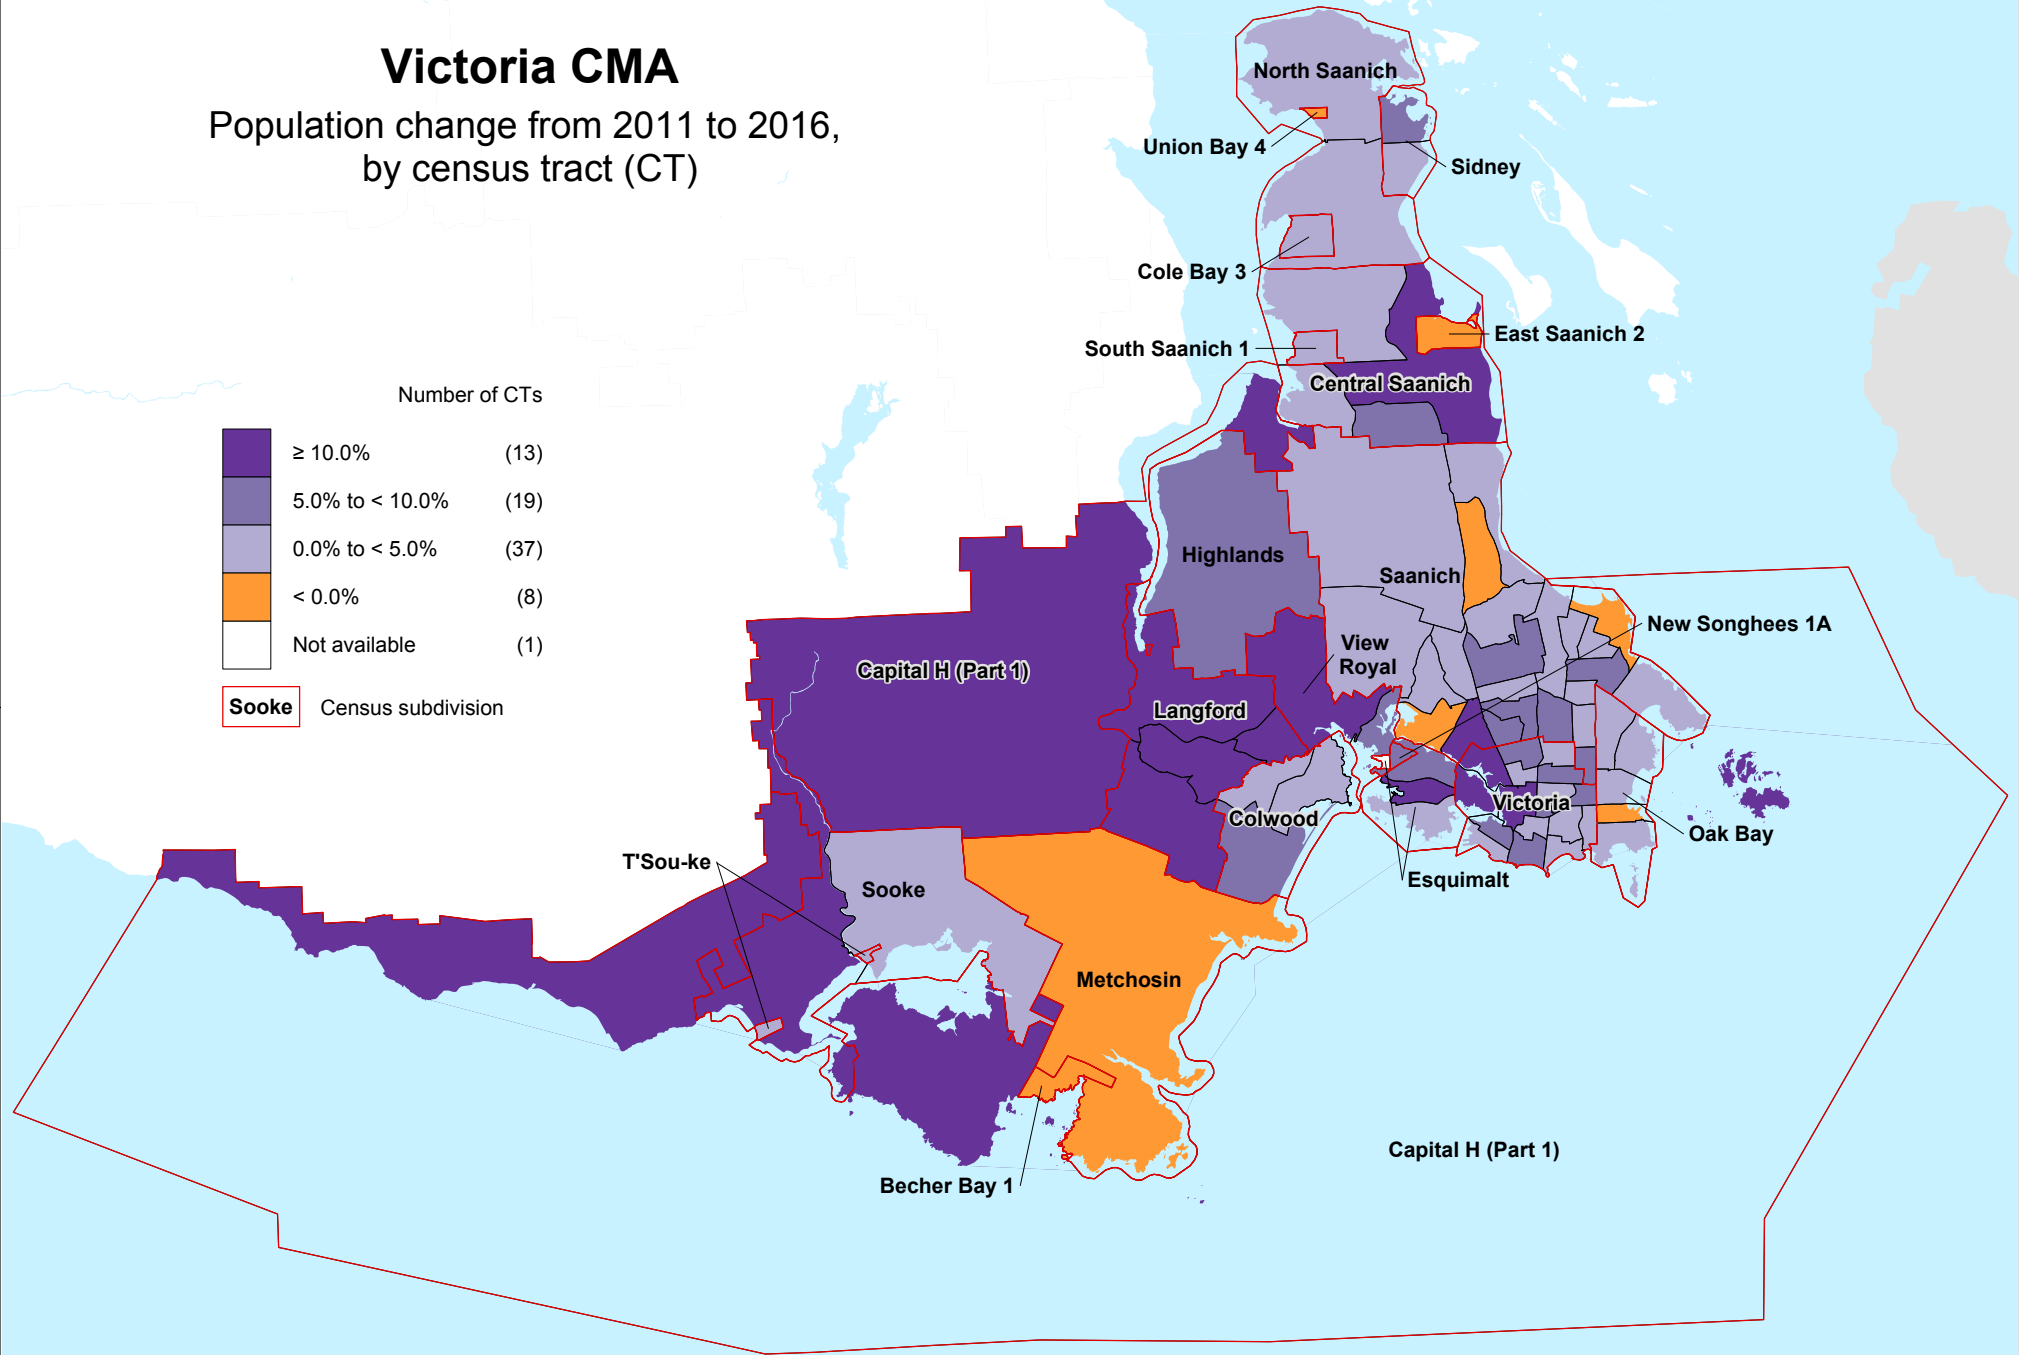 Victoria CMA
Population change from 2011 to 2016,
by census tract (CT)
Number of CTs
≥ 10.0% (13)
5.0% to < 10.0% (19)
0.0% to < 5.0% (37)
< 0.0% (8)
Not available (1)
Sooke Census subdivision
North Saanich
Union Bay 4
Sidney
Cole Bay 3
South Saanich 1
East Saanich 2
Central Saanich
Highlands
Saanich
New Songhees 1A
View
Royal
Capital H (Part 1)
Langford
Colwood
Victoria
Oak Bay
Esquimalt
T'Sou-ke
Sooke
Metchosin
Capital H (Part 1)
Becher Bay 1